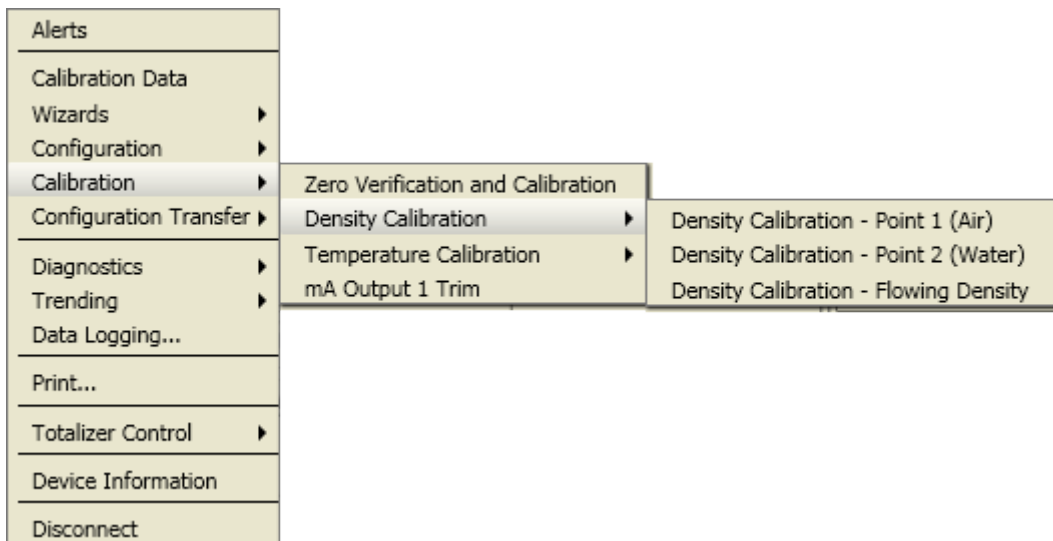 Alerts
Calibration Data
Wizards
Configuration
Calibration
Configuration Transfer
Diagnostics
Trending
Data Logging...
Print...
Totalizer Control
Device Information
Disconnect
Zero Verification and Calibration
Density Calibration
Temperature Calibration
mA Output 1 Trim
Density Calibration - Point 1 (Air)
Density Calibration - Point 2 (Water)
Density Calibration - Flowing Density